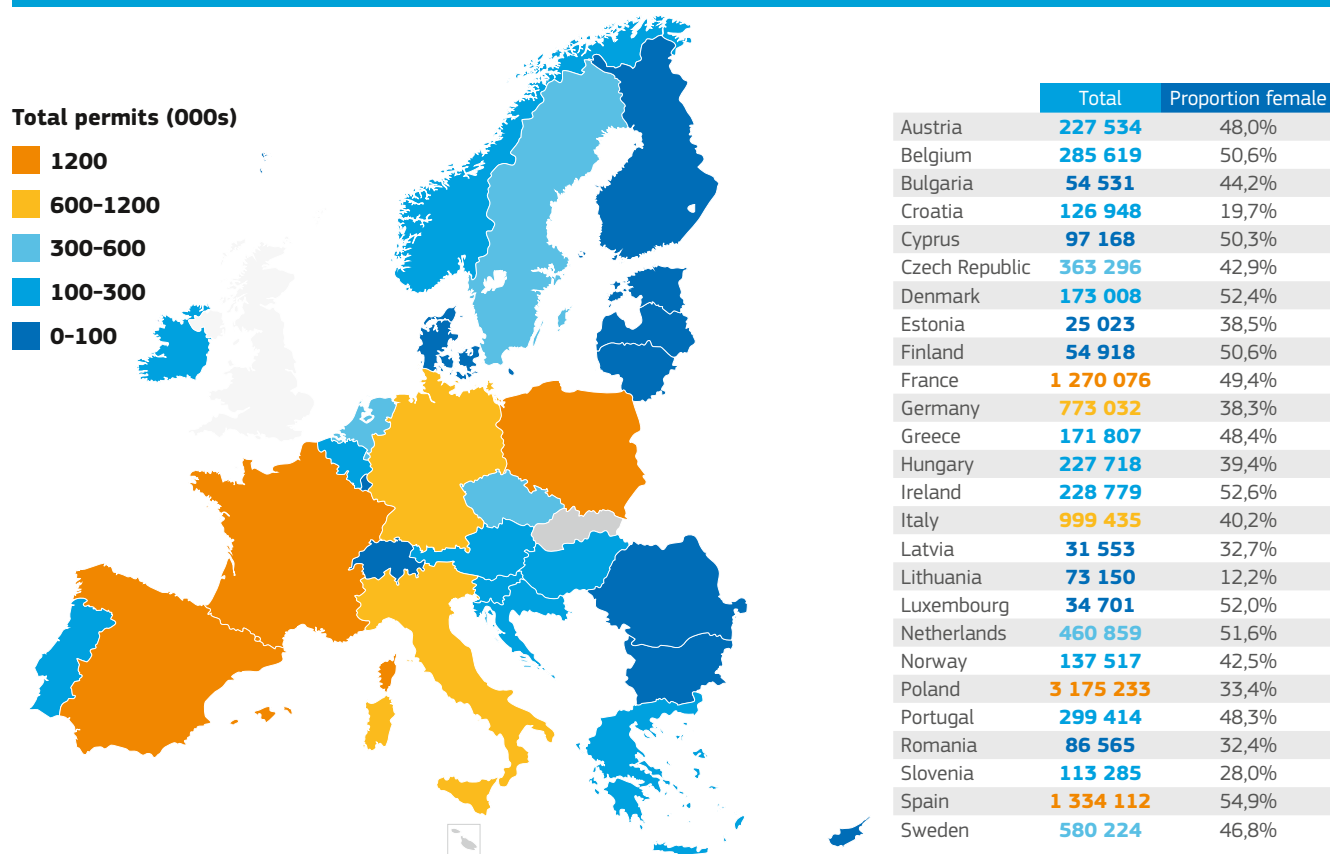 Total permits (000s)
1200
600-1200
300-600
100-300
0-100
Total Proportion female
Austria 227 534 48,0%
Belgium 285 619 50,6%
Bulgaria 54 531 44,2%
Croatia 126 948 19,7%
Cyprus 97 168 50,3%
Czech Republic 363 296 42,9%
Denmark 173 008 52,4%
Estonia 25 023 38,5%
Finland 54 918 50,6%
France 1 270 076 49,4%
Germany 773 032 38,3%
Greece 171 807 48,4%
Hungary 227 718 39,4%
Ireland 228 779 52,6%
Italy 999 435 40,2%
Latvia 31 553 32,7%
Lithuania 73 150 12,2%
Luxembourg 34 701 52,0%
Netherlands 460 859 51,6%
Norway 137 517 42,5%
Poland 3 175 233 33,4%
Portugal 299 414 48,3%
Romania 86 565 32,4%
Slovenia 113 285 28,0%
Spain 1 334 112 54,9%
Sweden 580 224 46,8%